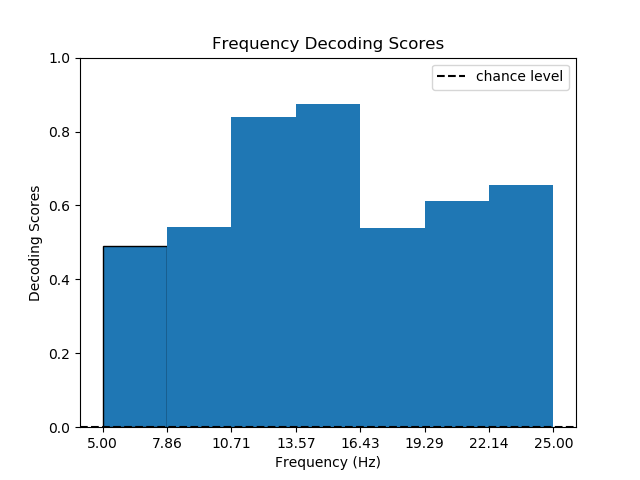 Frequency Decoding Scores
1.0
0.8
0.6
0.4
0.2
0.0
Decoding Scores
chance level
5.00 7.86 10.71 13.57 16.43 19.29 22.14 25.00
Frequency (Hz)